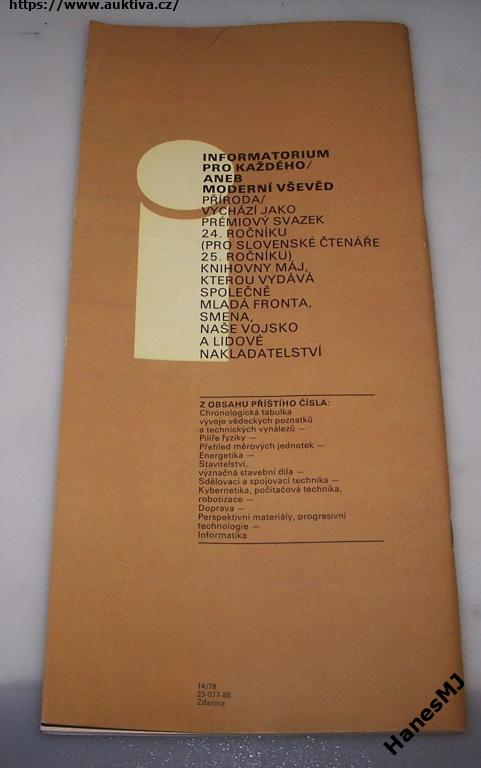 https://www.auktiva.cz/
INFORMATORIUM
PRO KAŽDÉHO/
ANEB
MODERNÍ VŠEVĚD
PŘÍRODA/
VYCHÁZÍ JAKO
PRÉMIOVÝ SVAZEK
24. ROČNÍKU
(PRO SLOVENSKÉ ČTENÁŘE
25. ROČNÍKU)
KNIHOVNY MÁJ,
KTEROU VYDÁVÁ
SPOLEČNĚ
MLADÁ FRONTA,
SMENA,
NAŠE VOJSKO
A LIDOVÉ
NAKLADATELSTVÍ
Z OBSAHU PŘÍŠTÍHO ČÍSLA:
Chronologická tabulka
vývoje vědeckých poznatků
a technických vynálezů —
Pilíře fyziky —
Přehled měrových jednotek —
Energetika —
Stavitelství,
význačná stavební díla —
Sdělovací a spojovací technika —
Kybernetika, počítačová technika,
robotizace —
Doprava —
Perspektivní materiály, progresivní
technologie —
Informatika
14/78
23-077-86
Zdarma
HanesMJ